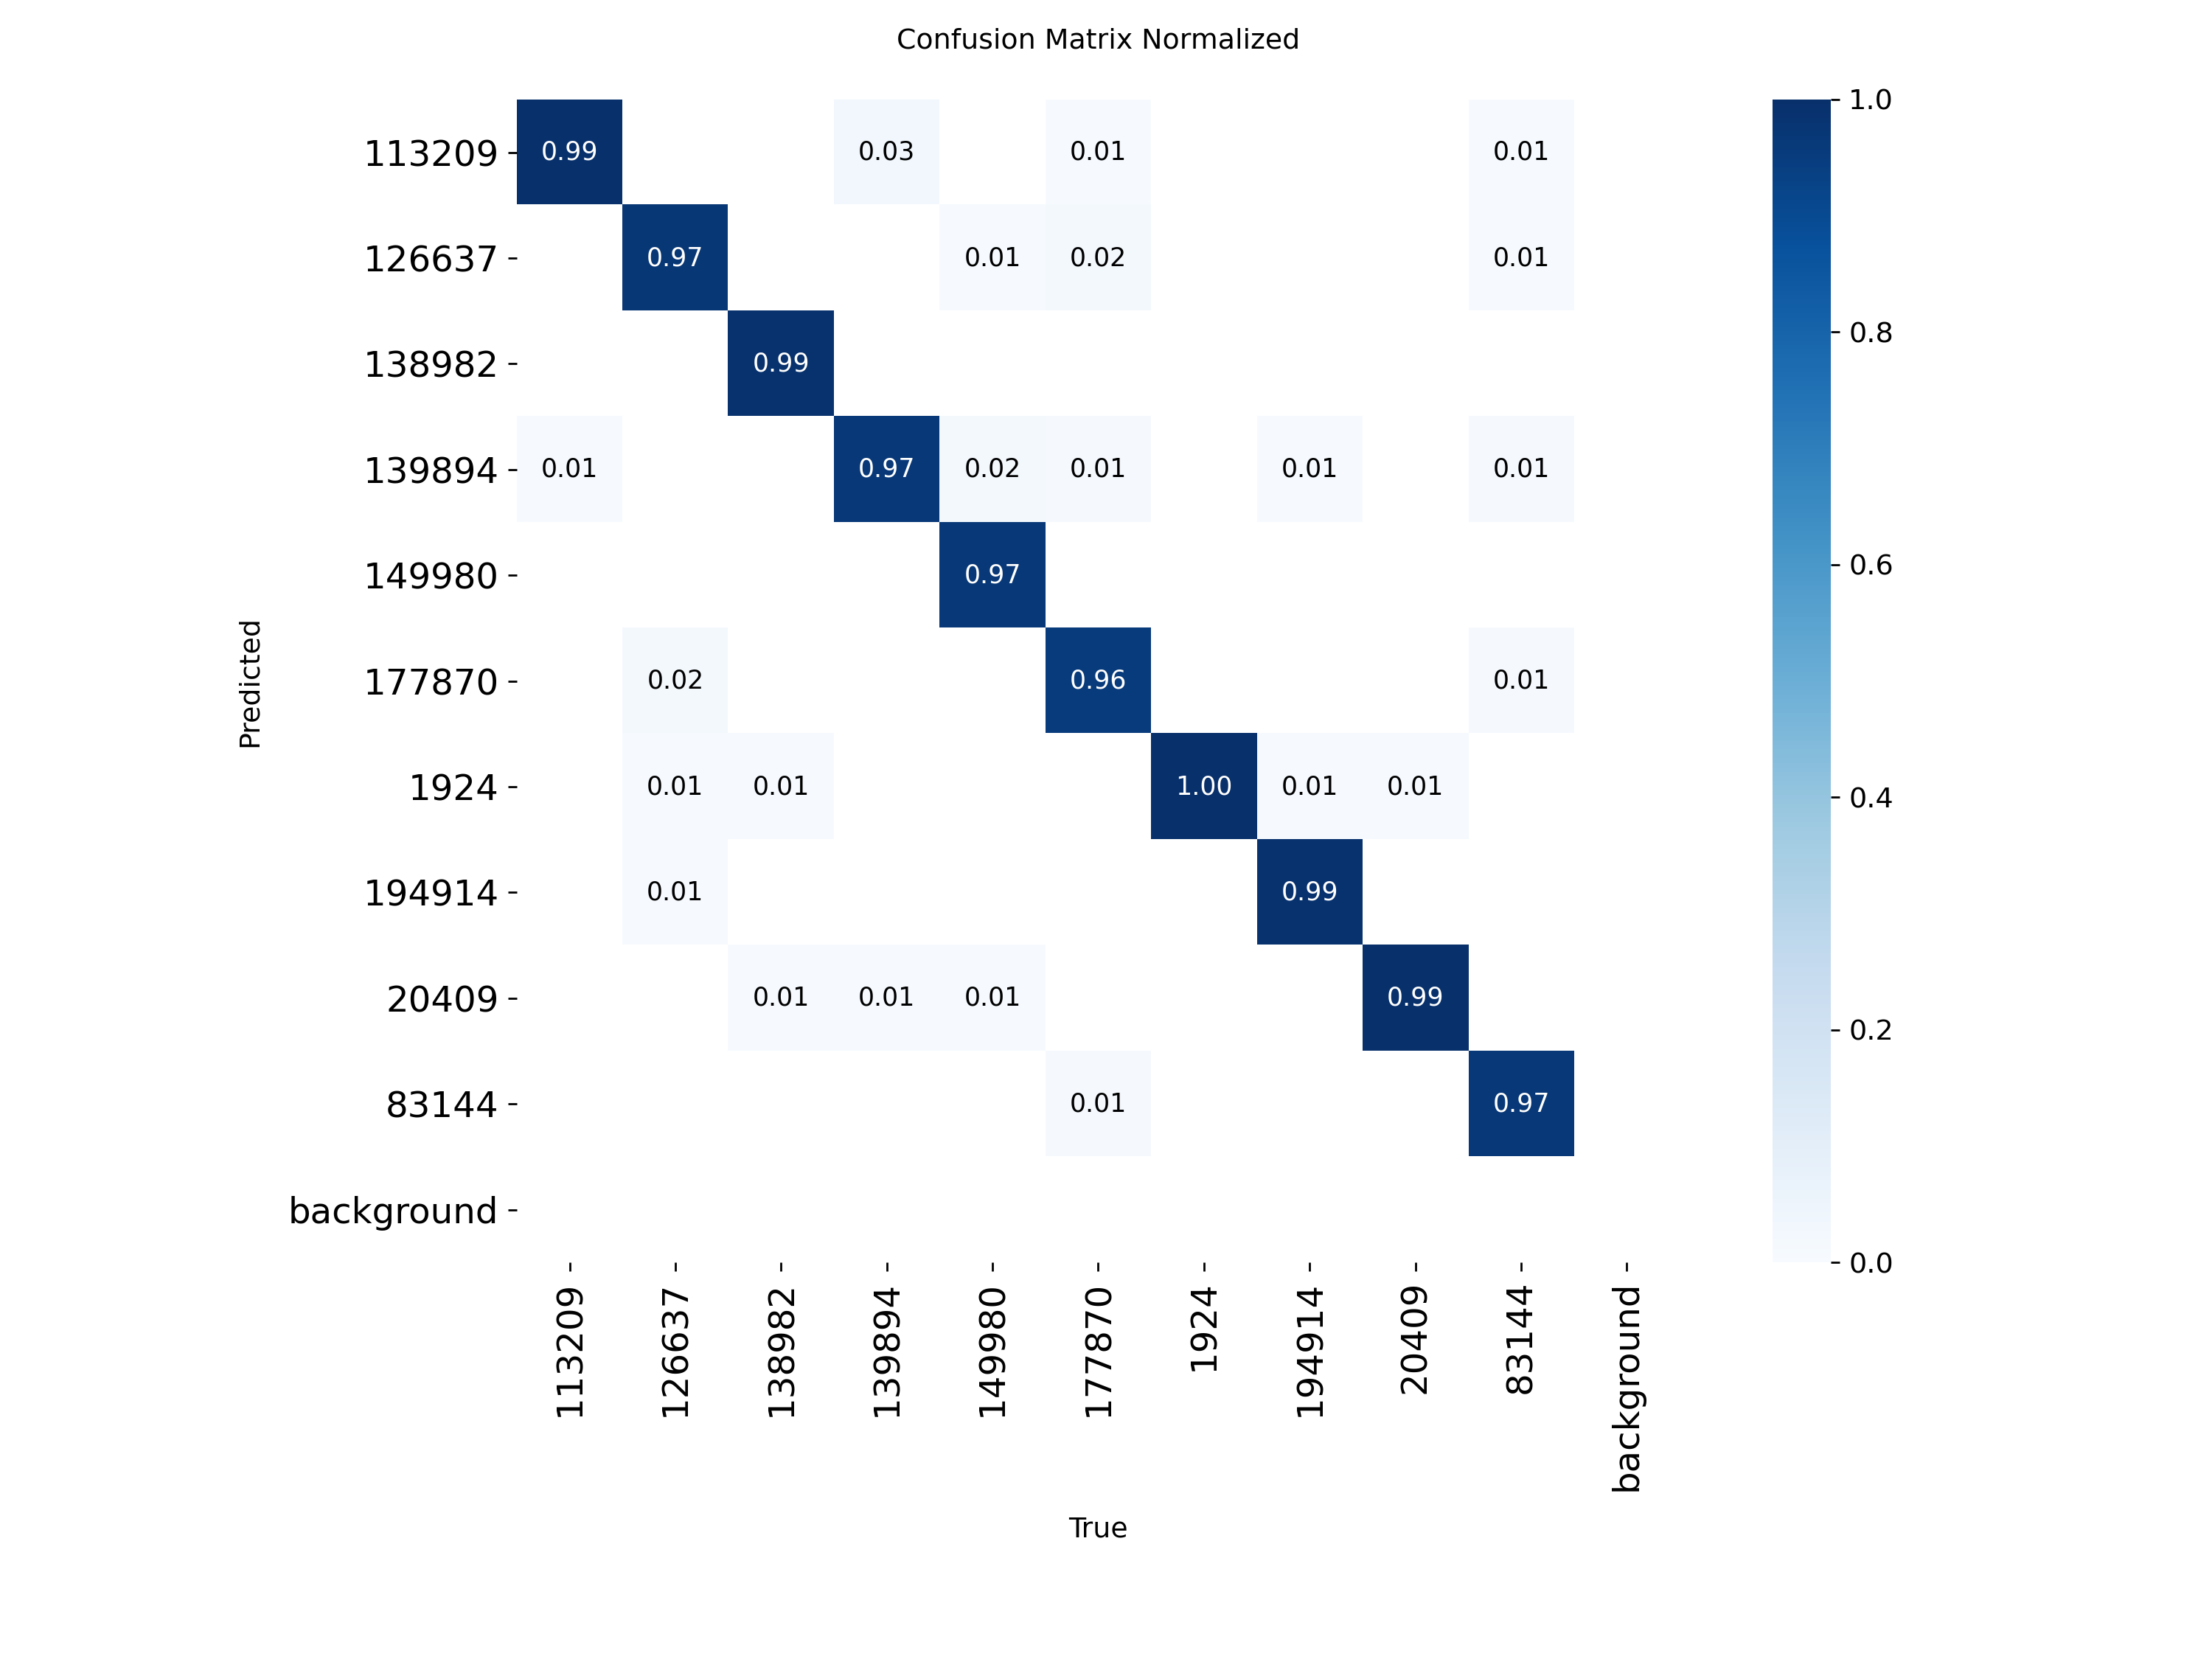 Confusion Matrix Normalized
113209 0.99 0.03 0.01 0.01
126637 0.97 0.01 0.02 0.01
138982 0.99
139894 0.01 0.97 0.02 0.01 0.01 0.01
149980 0.97
177870 0.02 0.96 0.01
1924 0.01 0.01 1.00 0.01 0.01
194914 0.01 0.99
20409 0.01 0.01 0.01 0.99
83144 0.01 0.97
background
Predicted
113209 126637 138982 139894 149980 177870 1924 194914 20409 83144 background
True
1.0
0.8
0.6
0.4
0.2
0.0